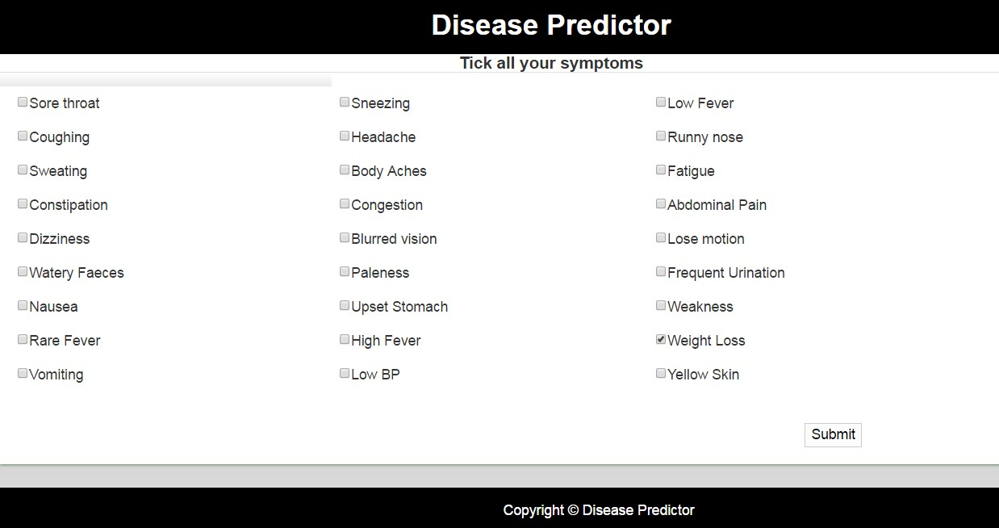 Disease Predictor
Tick all your symptoms
Sore throat Sneezing Low Fever
Coughing Headache Runny nose
Sweating Body Aches Fatigue
Constipation Congestion Abdominal Pain
Dizziness Blurred vision Lose motion
Watery Faeces Paleness Frequent Urination
Nausea Upset Stomach Weakness
Rare Fever High Fever Weight Loss
Vomiting Low BP Yellow Skin
Submit
Copyright © Disease Predictor